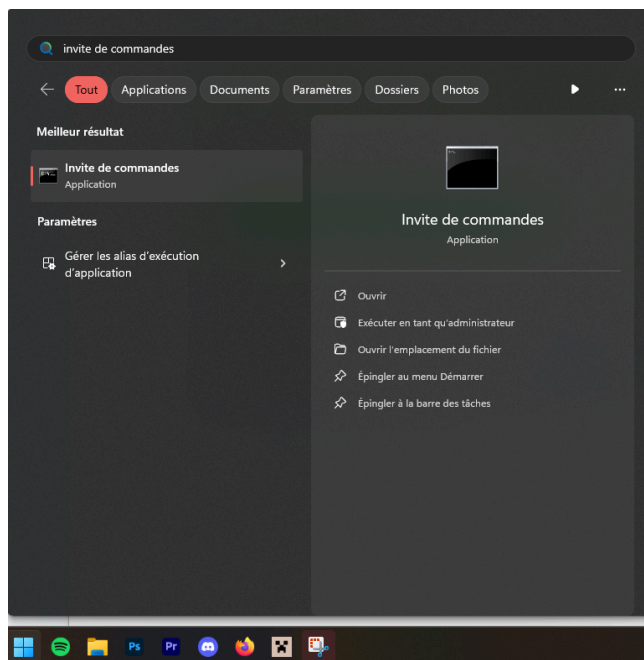 invite de commandes
Tout Applications Documents Paramètres Dossiers Photos
Meilleur résultat
Invite de commandes
Application
Paramètres
Gérer les alias d'exécution
d'application
Invite de commandes
Application
Ouvrir
Exécuter en tant qu'administrateur
Ouvrir l'emplacement du fichier
Épingler au menu Démarrer
Épingler à la barre des tâches
Ps Pr